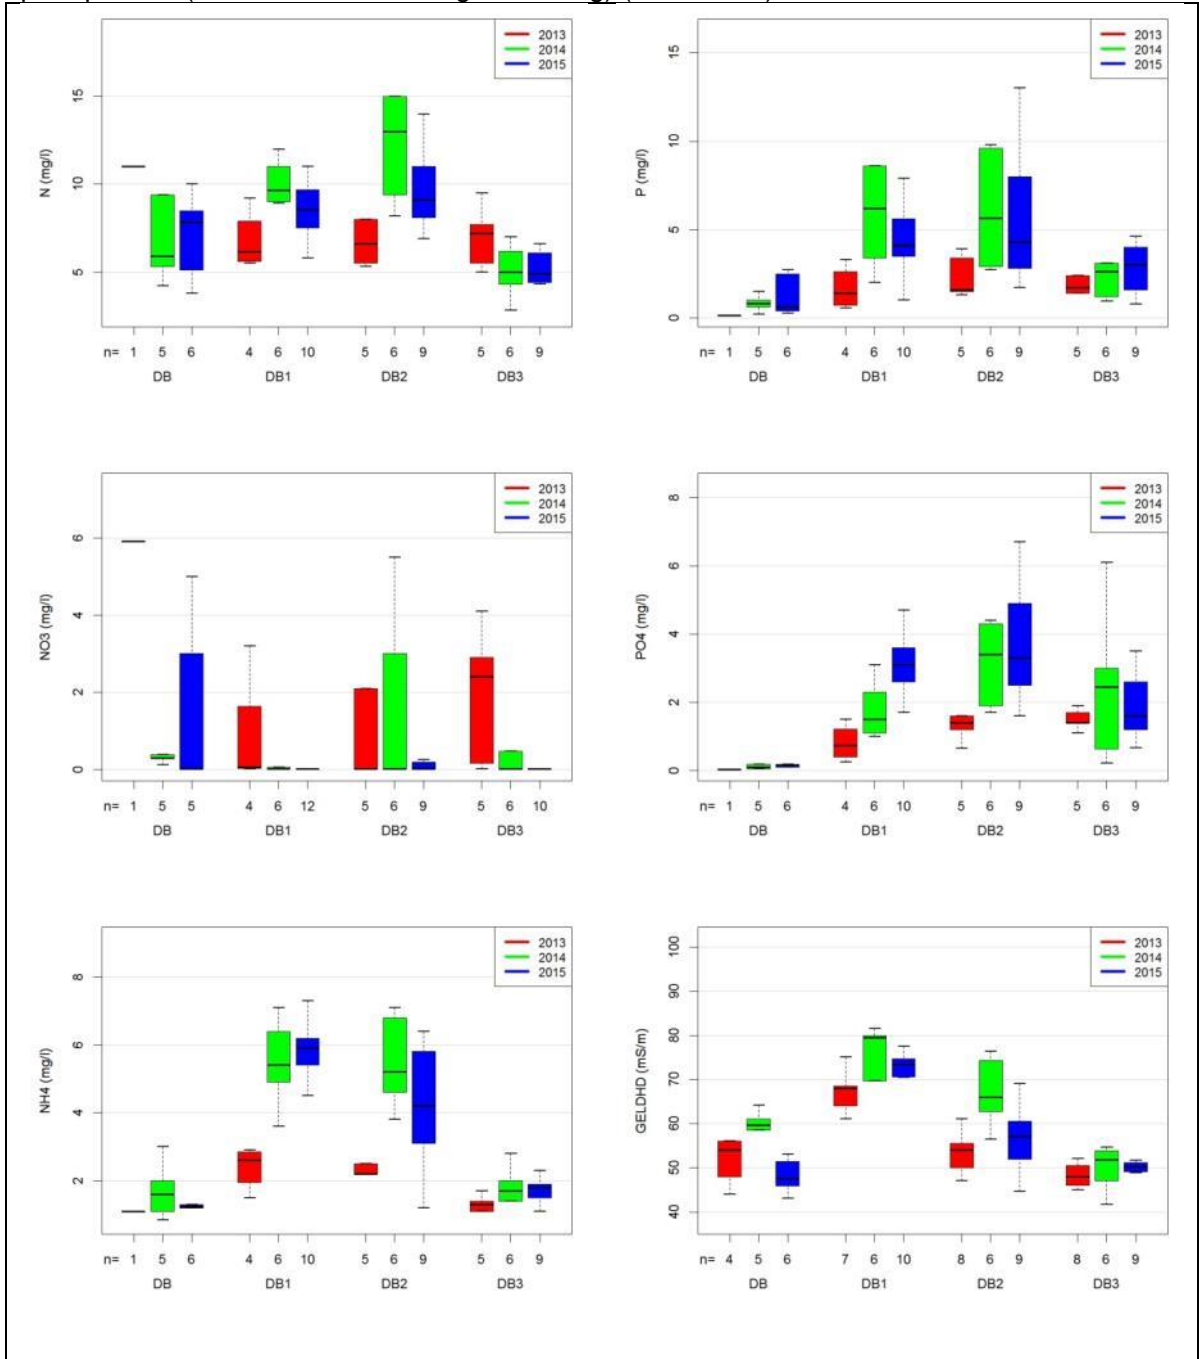 2013
2014
2015
N (mg/l)
15
10
5
n= 1 5 6 4 6 10 5 6 9 5 6 9
DB DB1 DB2 DB3
2013
2014
2015
P (mg/l)
15
10
5
0
n= 1 5 6 4 6 10 5 6 9 5 6 9
DB DB1 DB2 DB3
2013
2014
2015
NO3 (mg/l)
6
4
2
0
n= 1 5 5 4 6 12 5 6 9 5 6 10
DB DB1 DB2 DB3
2013
2014
2015
PO4 (mg/l)
8
6
4
2
0
n= 1 5 6 4 6 10 5 6 9 5 6 9
DB DB1 DB2 DB3
2013
2014
2015
NH4 (mg/l)
8
6
4
2
n= 1 5 6 4 6 10 5 6 9 5 6 9
DB DB1 DB2 DB3
2013
2014
2015
GELDHD (mS/m)
100
90
80
70
60
50
40
n= 4 5 6 7 6 10 8 6 9 8 6 9
DB DB1 DB2 DB3